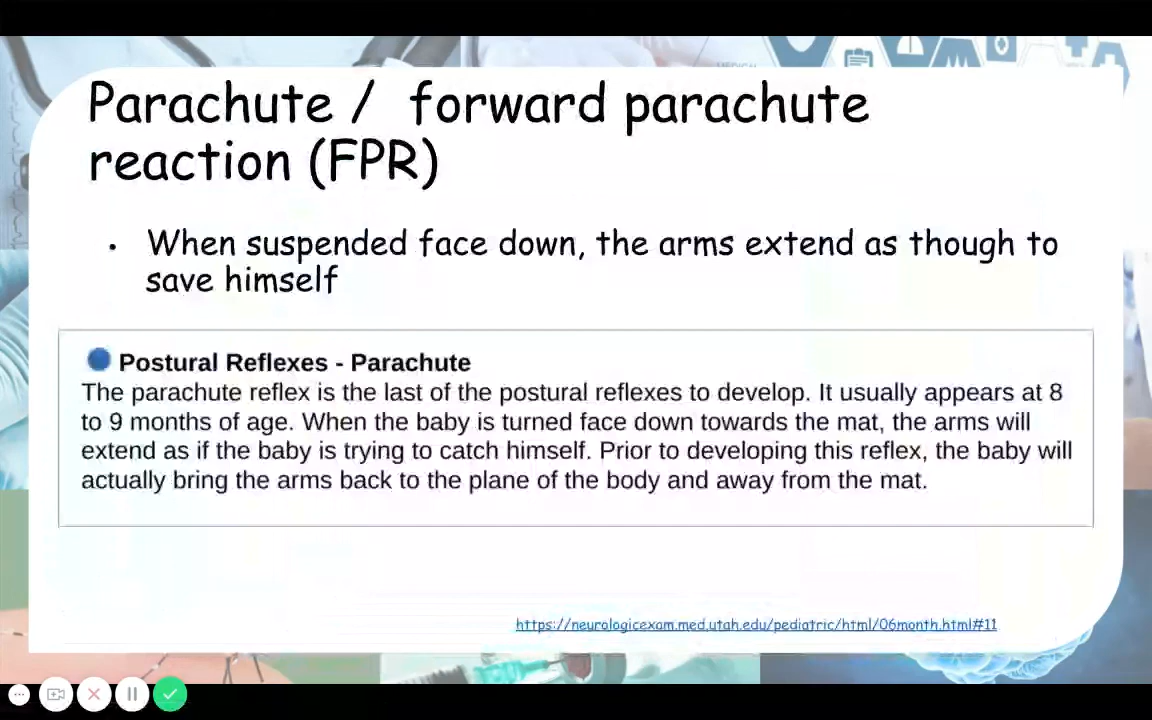 Parachute / forward parachute
reaction (FPR)
• When suspended face down, the arms extend as though to
save himself
Postural Reflexes - Parachute
The parachute reflex is the last of the postural reflexes to develop. It usually appears at 8
to 9 months of age. When the baby is turned face down towards the mat, the arms will
extend as if the baby is trying to catch himself. Prior to developing this reflex, the baby will
actually bring the arms back to the plane of the body and away from the mat.
https://neurologicexam.med.utah.edu/pediatric/html/06month.html#11